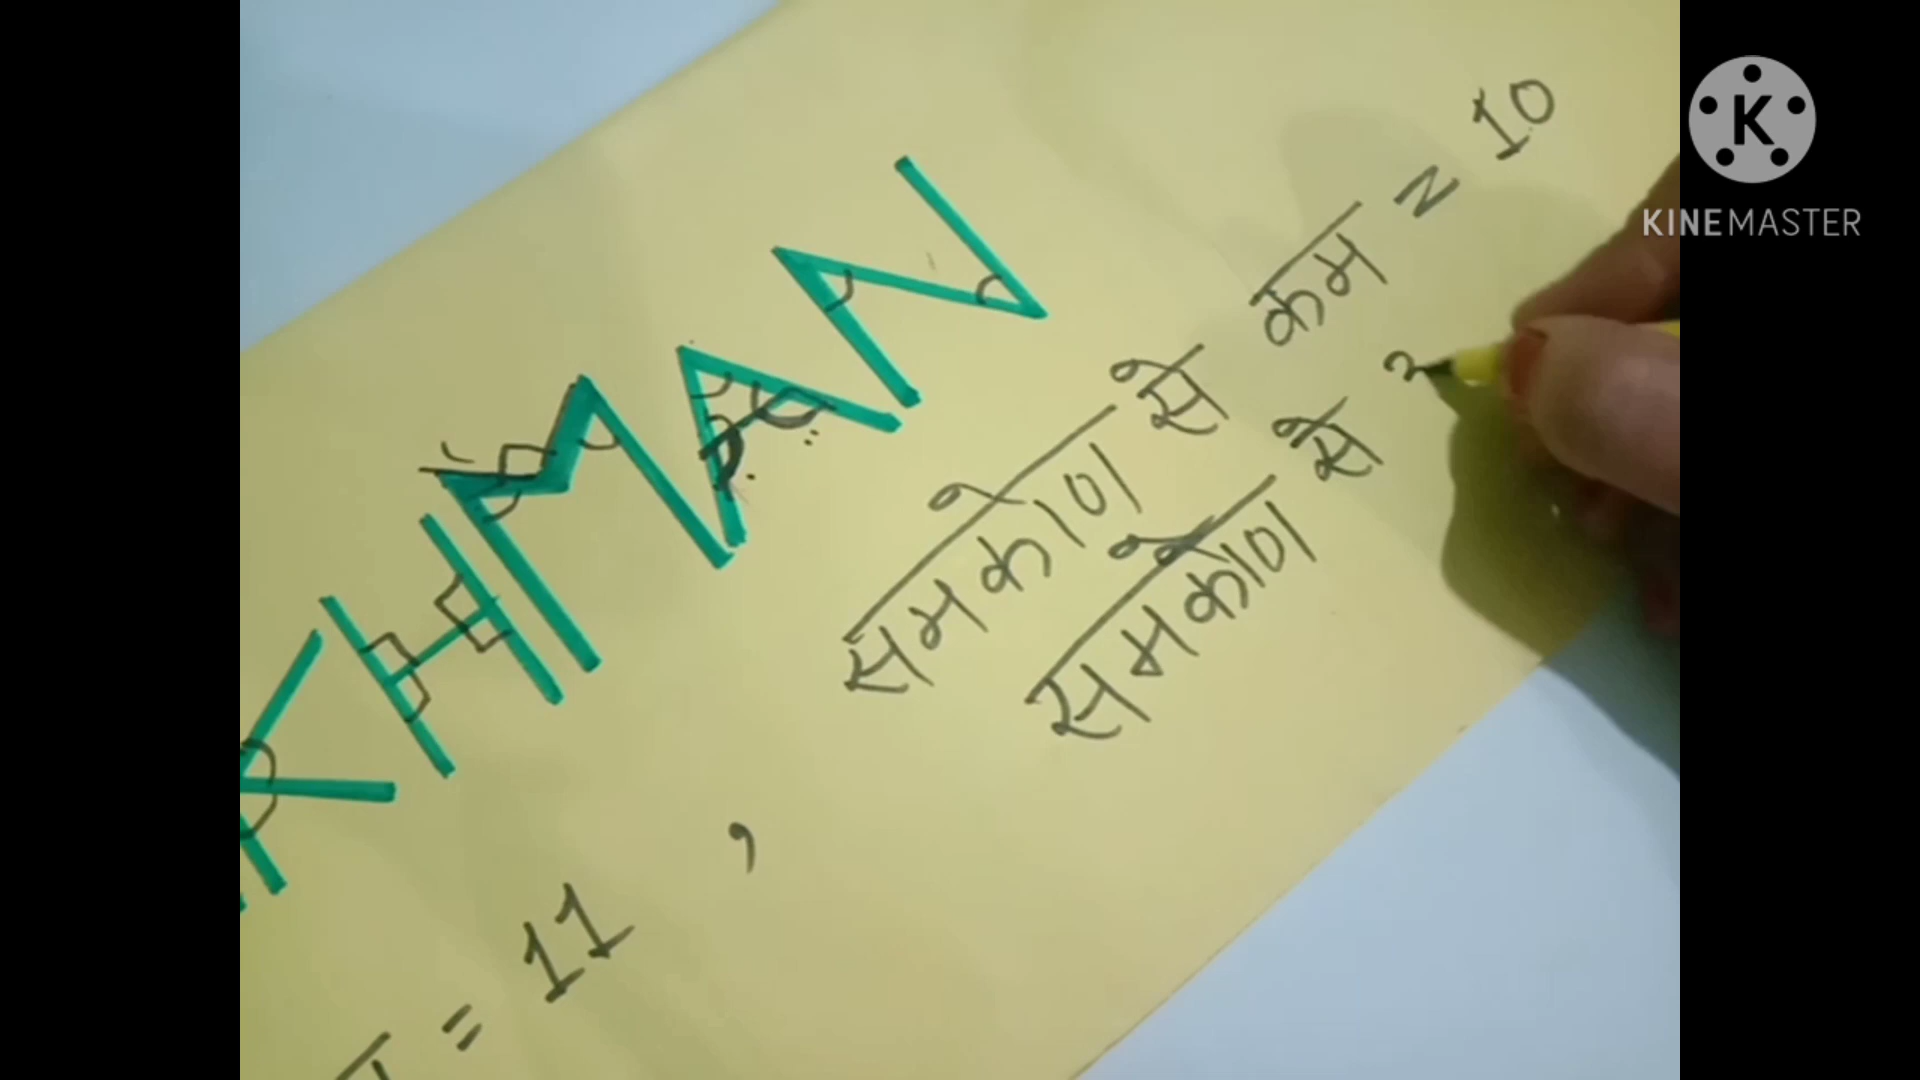 KHMAN
समकोण से कम = 10
समकोण से
= 11 ,
KINEMASTER